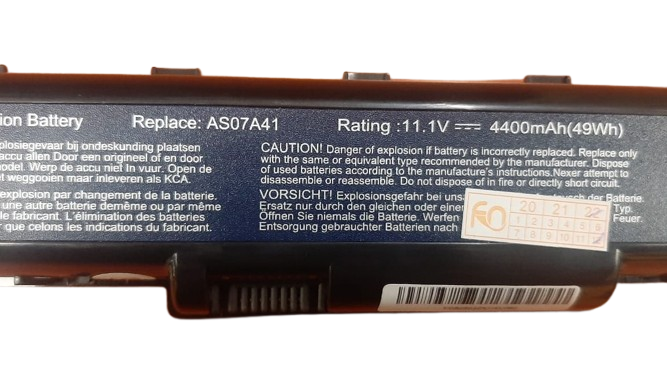 ion Battery
Replace: AS07A41
Rating :11.1V ⎓ 4400mAh(49Wh)
plosiegevaar bij ondeskunding plaatsen
accu allen Door een origineel of en door
ndel. Werp de accu niet In vuur. Open de
t weggooien maar inleveren als KCA.
explosion par changement de la batterie.
une autre batterie demême ou par même
le fabricant. L'élimination des batteries
r que celons les indications du fabricant.
CAUTION! Danger of explosion if battery is incorrectly replaced. Replace only
with the same or equivalent type recommended by the manufacturer. Dispose
of used batteries according to the manufacture's instructions.Never attempt to
disassemble or reassemble. Do not dispose of in fire or directly short circuit.
VORSICHT! Explosionsgefahr bei uns usch der Batterie.
Ersatz nur durch den gleichen oder eine Typ.
Öffnen Sie niemals die Batterie. Werfen Feuer.
Entsorgung gebrauchter Batterien nach
20 21 22
1 2 3 4 5 6
7 8 9 10 11